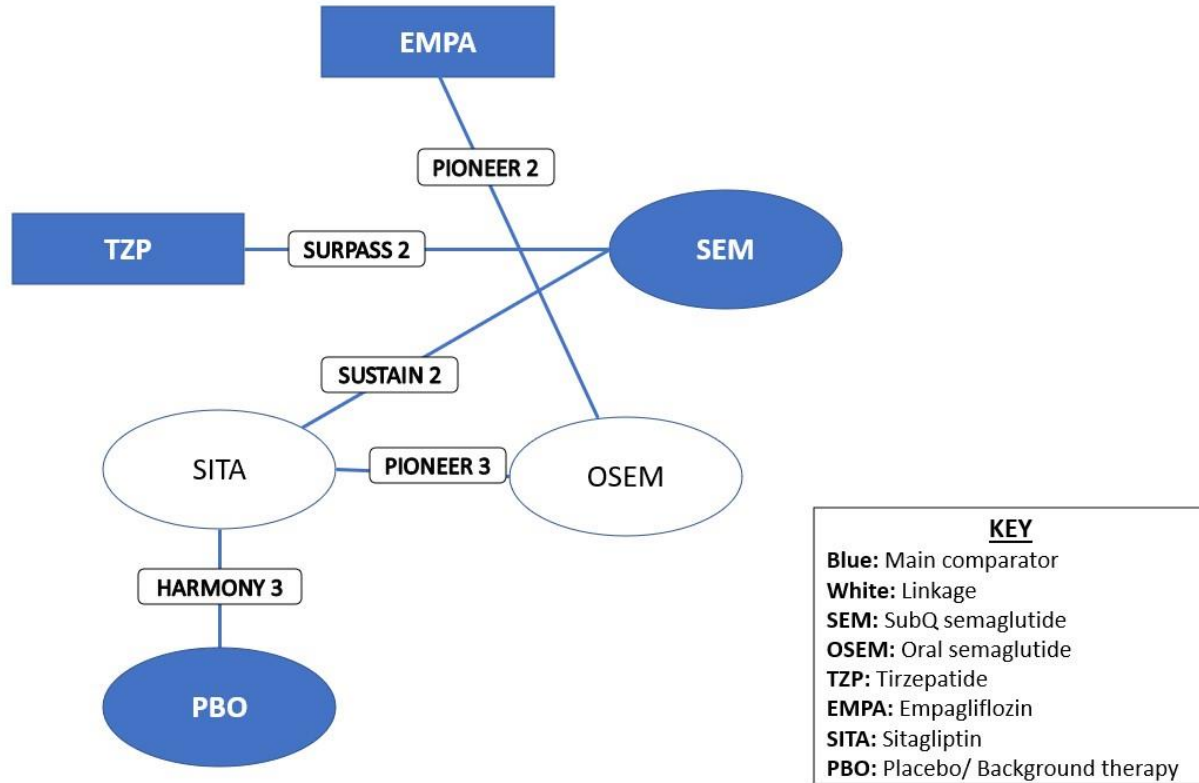 EMPA
PIONEER 2
TZP
SURPASS 2
SEM
SUSTAIN 2
SITA
PIONEER 3
OSEM
HARMONY 3
PBO
KEY
Blue: Main comparator
White: Linkage
SEM: SubQ semaglutide
OSEM: Oral semaglutide
TZP: Tirzepatide
EMPA: Empagliflozin
SITA: Sitagliptin
PBO: Placebo/ Background therapy